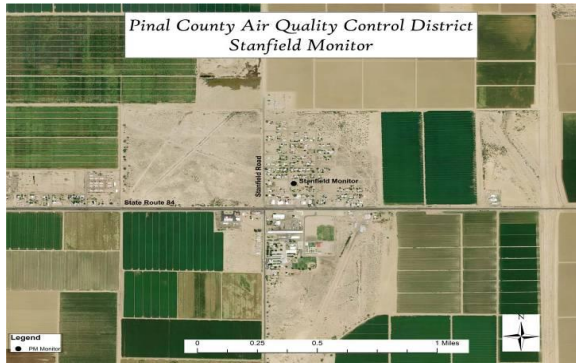 Pinal County Air Quality Control District
Stanfield Monitor
Stanfield Road
Stanfield Monitor
State Route 84
Legend
PM Monitor
0 0.25 0.5 1 Miles
N